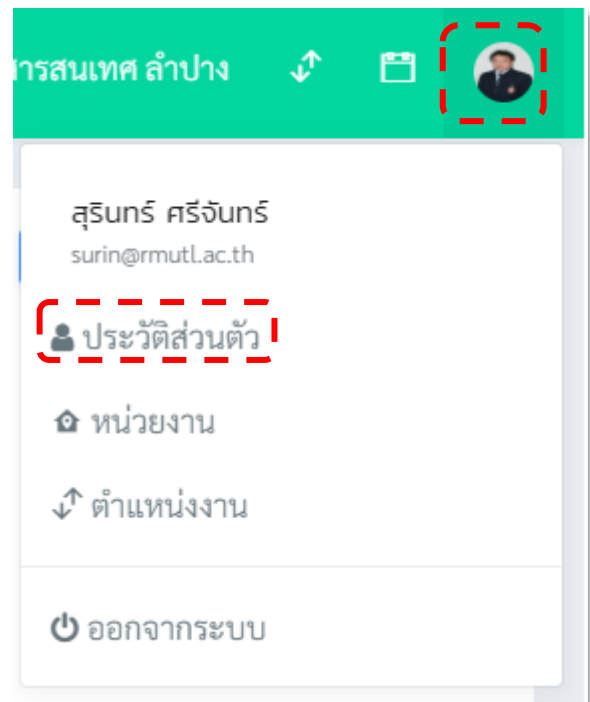 สารสนเทศ ลำปาง
สุรินทร์ ศรีจันทร์
surin@rmutl.ac.th
ประวัติส่วนตัว
หน่วยงาน
ตำแหน่งงาน
ออกจากระบบ